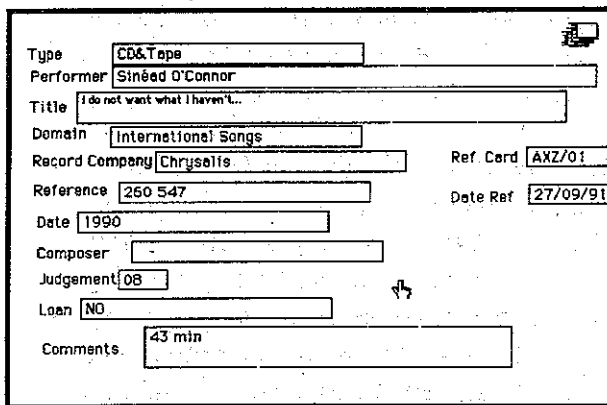 Type CD&Tape
Performer Sinéad O'Connor
Title I do not want what I haven't...
Domain International Songs
Record Company Chrysalis Ref. Card AXZ/01
Reference 260 547 Date Ref 27/09/91
Date 1990
Composer
Judgement 08
Loan NO
Comments. 43 min